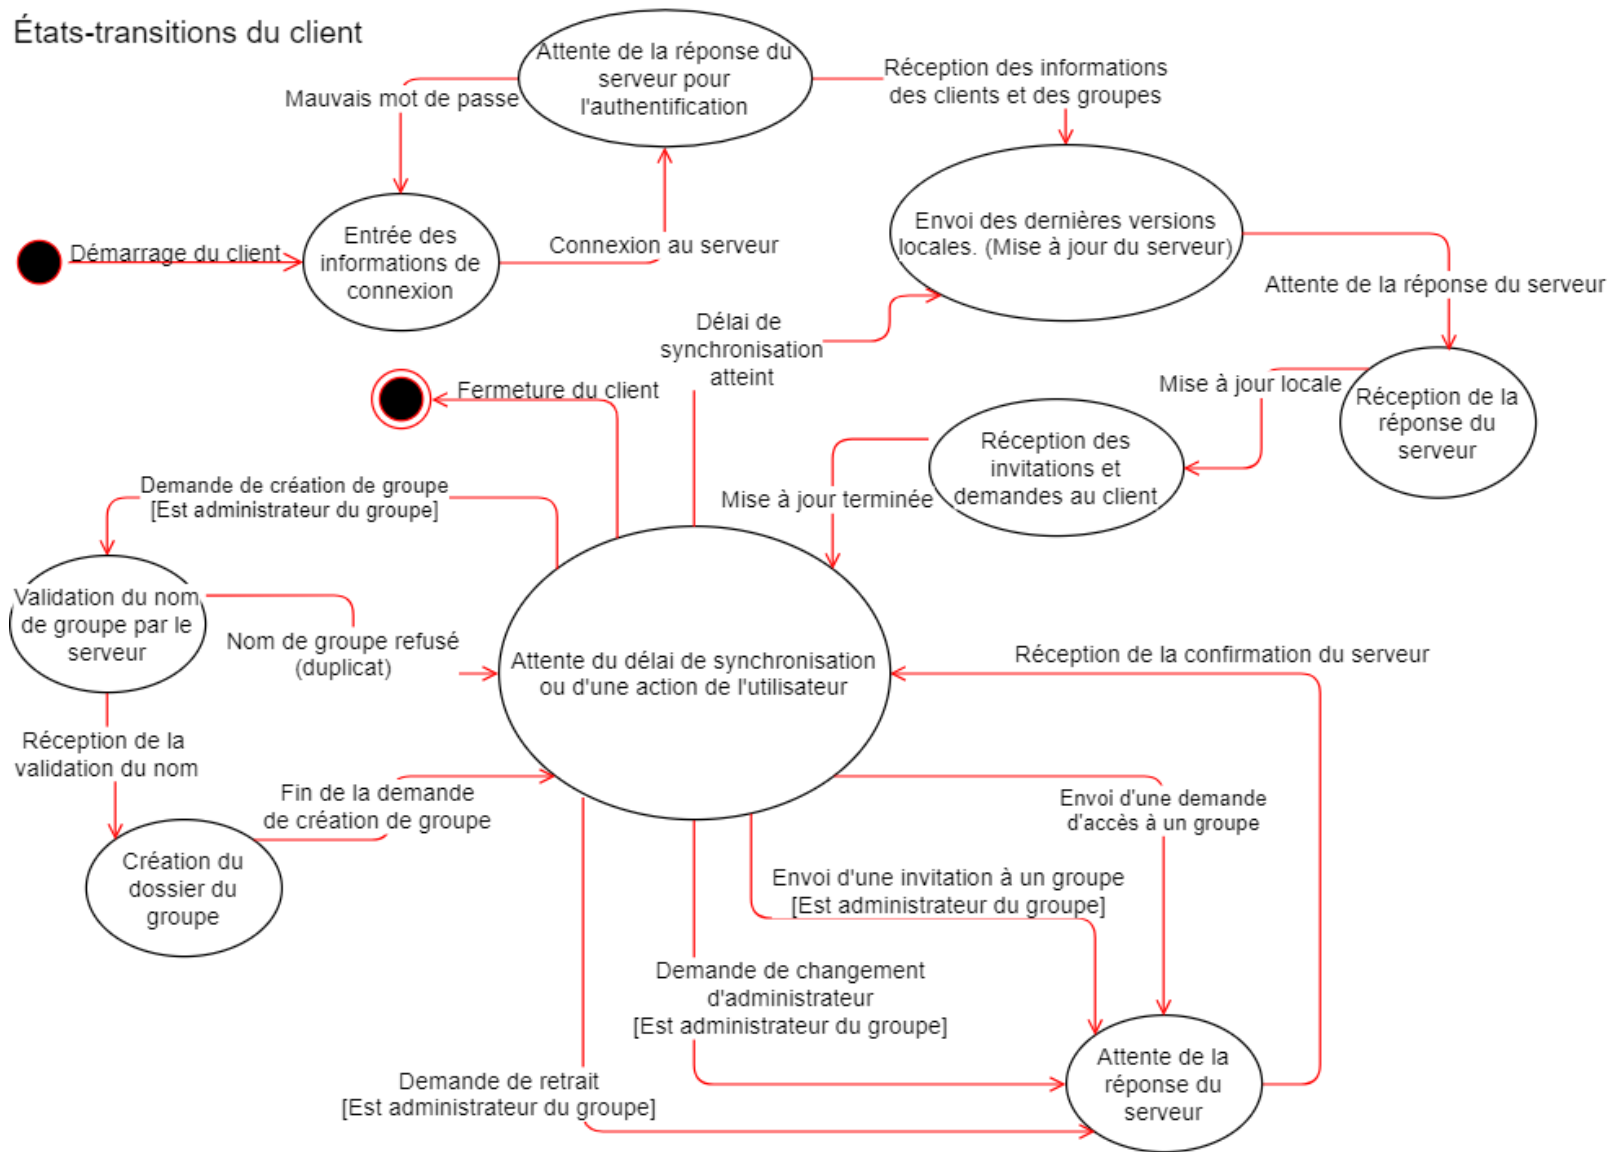 États-transitions du client
Attente de la réponse du
serveur pour
l'authentification
Réception des informations
des clients et des groupes
Mauvais mot de passe
Entrée des
informations de
connexion
Démarrage du client
Connexion au serveur
Envoi des dernières versions
locales. (Mise à jour du serveur)
Attente de la réponse du serveur
Délai de
synchronisation
atteint
Fermeture du client
Mise à jour locale
Réception de la
réponse du
serveur
Réception des
invitations et
demandes au client
Mise à jour terminée
Demande de création de groupe
[Est administrateur du groupe]
Validation du nom
de groupe par le
serveur
Nom de groupe refusé
(duplicat)
Attente du délai de synchronisation
ou d'une action de l'utilisateur
Réception de la confirmation du serveur
Réception de la
validation du nom
Fin de la demande
de création de groupe
Création du
dossier du
groupe
Envoi d'une demande
d'accès à un groupe
Envoi d'une invitation à un groupe
[Est administrateur du groupe]
Demande de changement
d'administrateur
[Est administrateur du groupe]
Attente de la
réponse du
serveur
Demande de retrait
[Est administrateur du groupe]